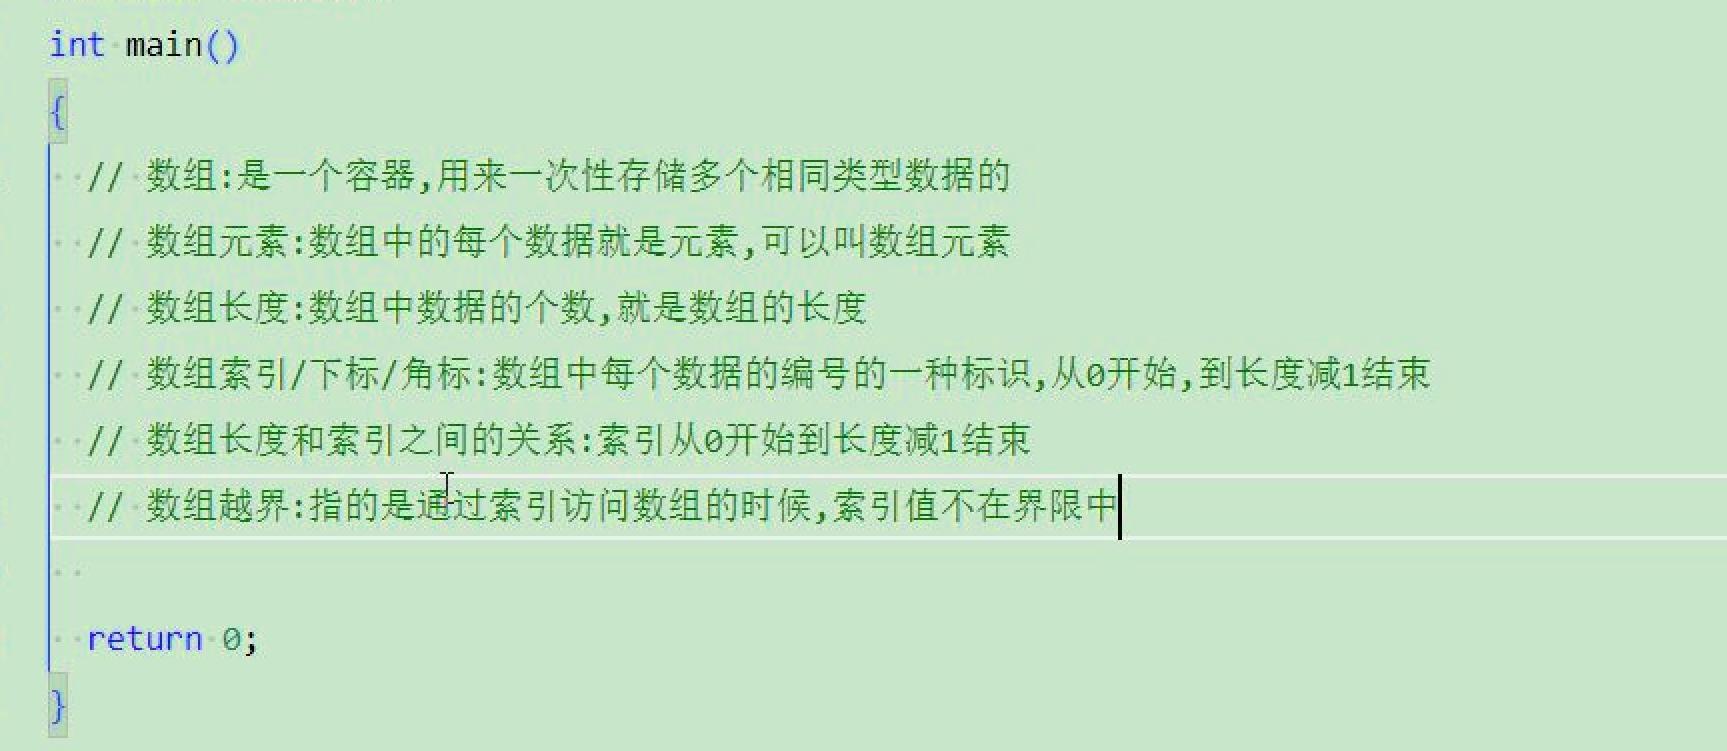 int main()
{
// 数组:是一个容器,用来一次性存储多个相同类型数据的
// 数组元素:数组中的每个数据就是元素,可以叫数组元素
// 数组长度:数组中数据的个数,就是数组的长度
// 数组索引/下标/角标:数组中每个数据的编号的一种标识,从0开始,到长度减1结束
// 数组长度和索引之间的关系:索引从0开始到长度减1结束
// 数组越界:指的是通过索引访问数组的时候,索引值不在界限中
return 0;
}